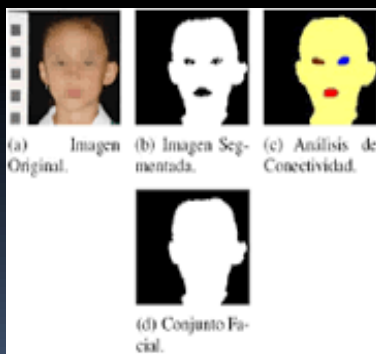 (a) Imagen
Original.
(b) Imagen Seg-
mentada.
(c) Análisis de
Conectividad.
(d) Conjunto Fa-
cial.